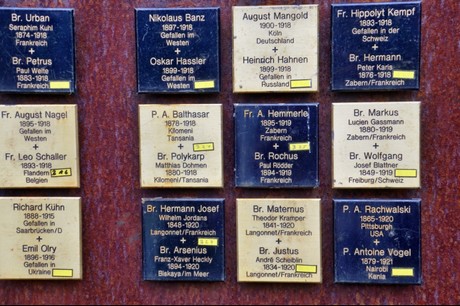 Br. Urban
Seraphim Kuhl
1874-1918
Frankreich
+
Br. Petrus
Paul Welte
1883-1918
Frankreich
Nikolaus Banz
1897-1918
Gefallen im
Westen
+
Oskar Hassler
1899-1918
Gefallen im
Westen
August Mangold
1900-1918
Köln
Deutschland
+
Heinrich Hahnen
1899-1918
Gefallen in
Russland
Fr. Hippolyt Kempf
1893-1918
Gefallen in der
Schweiz
+
Br. Hermann
Peter Karls
1876-1918
Zabern/Frankreich
Fr. August Nagel
1895-1918
Gefallen im
Westen
+
Fr. Leo Schaller
1893-1918
Flandern
Belgien
P. A. Balthasar
1878-1918
Kilomeni
Tansania
+
Br. Polykarp
Matthias Dohmen
1880-1918
Kilomeni/Tansania
Fr. A. Hemmerle
1895-1919
Zabern
Frankreich
+
Br. Rochus
Paul Rödder
1894-1919
Frankreich
Br. Markus
Lucien Gassmann
1880-1919
Zabern/Frankreich
+
Br. Wolfgang
Josef Blattner
1849-1919
Freiburg/Schweiz
Richard Kühn
1888-1915
Gefallen in
Saarbrücken/D
+
Emil Olry
1896-1916
Gefallen in
Ukraine
Br. Hermann Josef
Wilhelm Jordans
1848-1920
Langonnet/Frankreich
+
Br. Arsenius
Franz-Xaver Heckly
1894-1920
Biskaya/im Meer
Br. Maternus
Theodor Krathper
1841-1920
Langonnet/Frankreich
+
Br. Justus
André Scheiblin
1834-1920
Langonnet/Frankreich
P. A. Rachwalski
1865-1920
Pittsburgh
USA
+
P. Antoine Vogel
1879-1921
Nairobi
Kenia